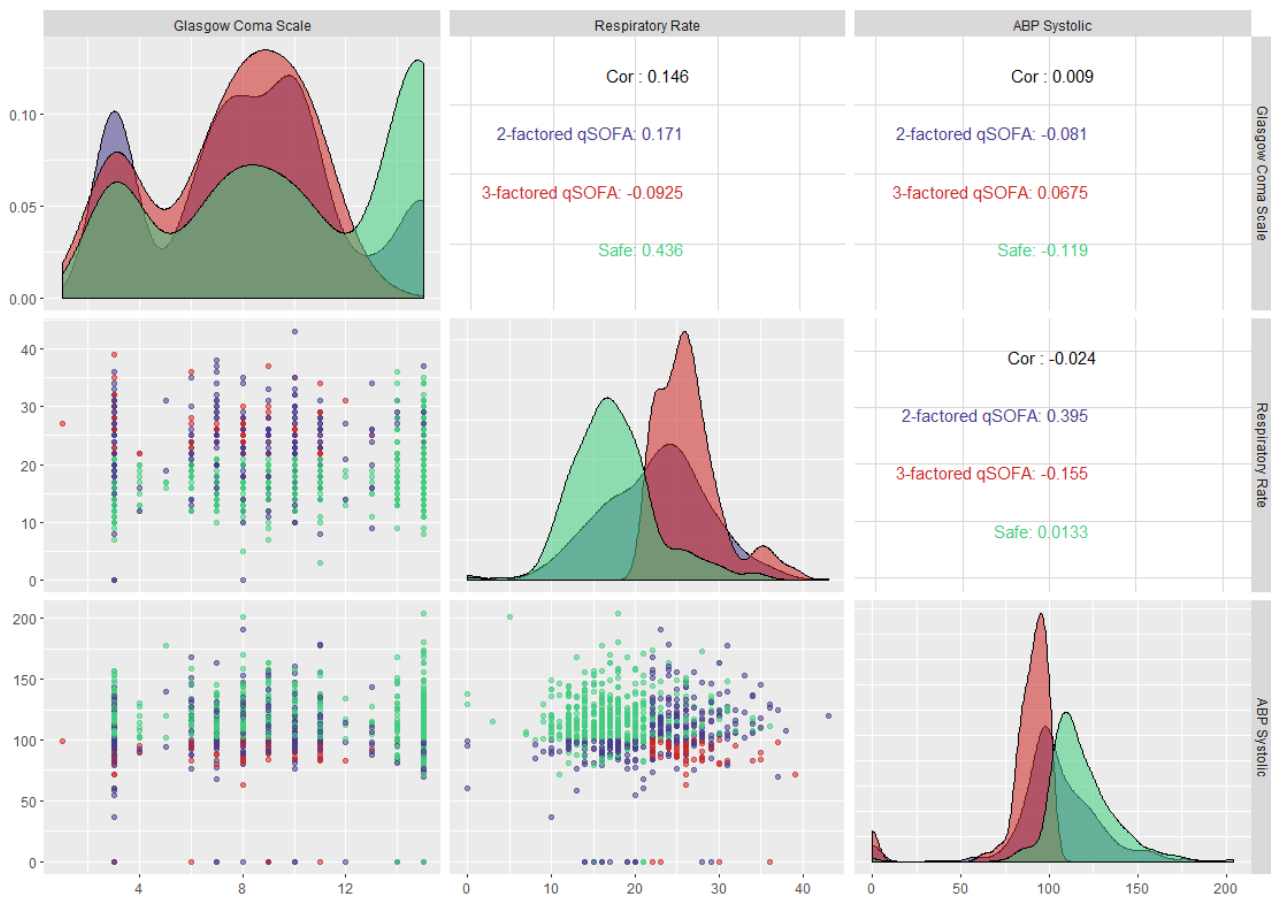 Glasgow Coma Scale
Respiratory Rate
ABP Systolic
0.10
0.05
0.00
Cor : 0.146
2-factored qSOFA: 0.171
3-factored qSOFA: -0.0925
Safe: 0.436
Cor : 0.009
2-factored qSOFA: -0.081
3-factored qSOFA: 0.0675
Safe: -0.119
Glasgow Coma Scale
40
30
20
10
0
Cor : -0.024
2-factored qSOFA: 0.395
3-factored qSOFA: -0.155
Safe: 0.0133
Respiratory Rate
200
150
100
50
0
ABP Systolic
4 8 12
0 10 20 30 40
0 50 100 150 200